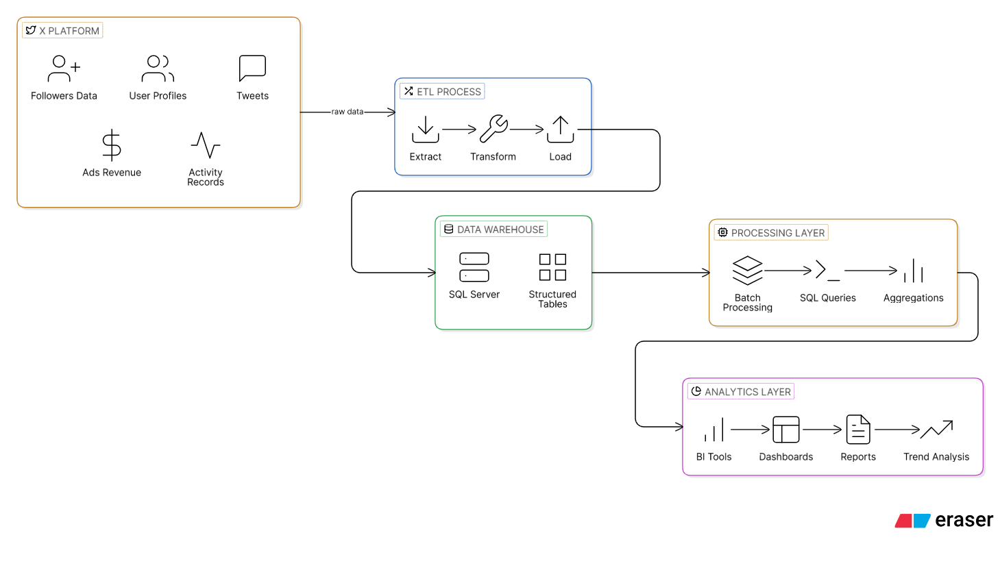 X PLATFORM
Followers Data
User Profiles
Tweets
Ads Revenue
Activity
Records
raw data
ETL PROCESS
Extract
Transform
Load
DATA WAREHOUSE
SQL Server
Structured
Tables
PROCESSING LAYER
Batch
Processing
SQL Queries
Aggregations
ANALYTICS LAYER
BI Tools
Dashboards
Reports
Trend Analysis
eraser